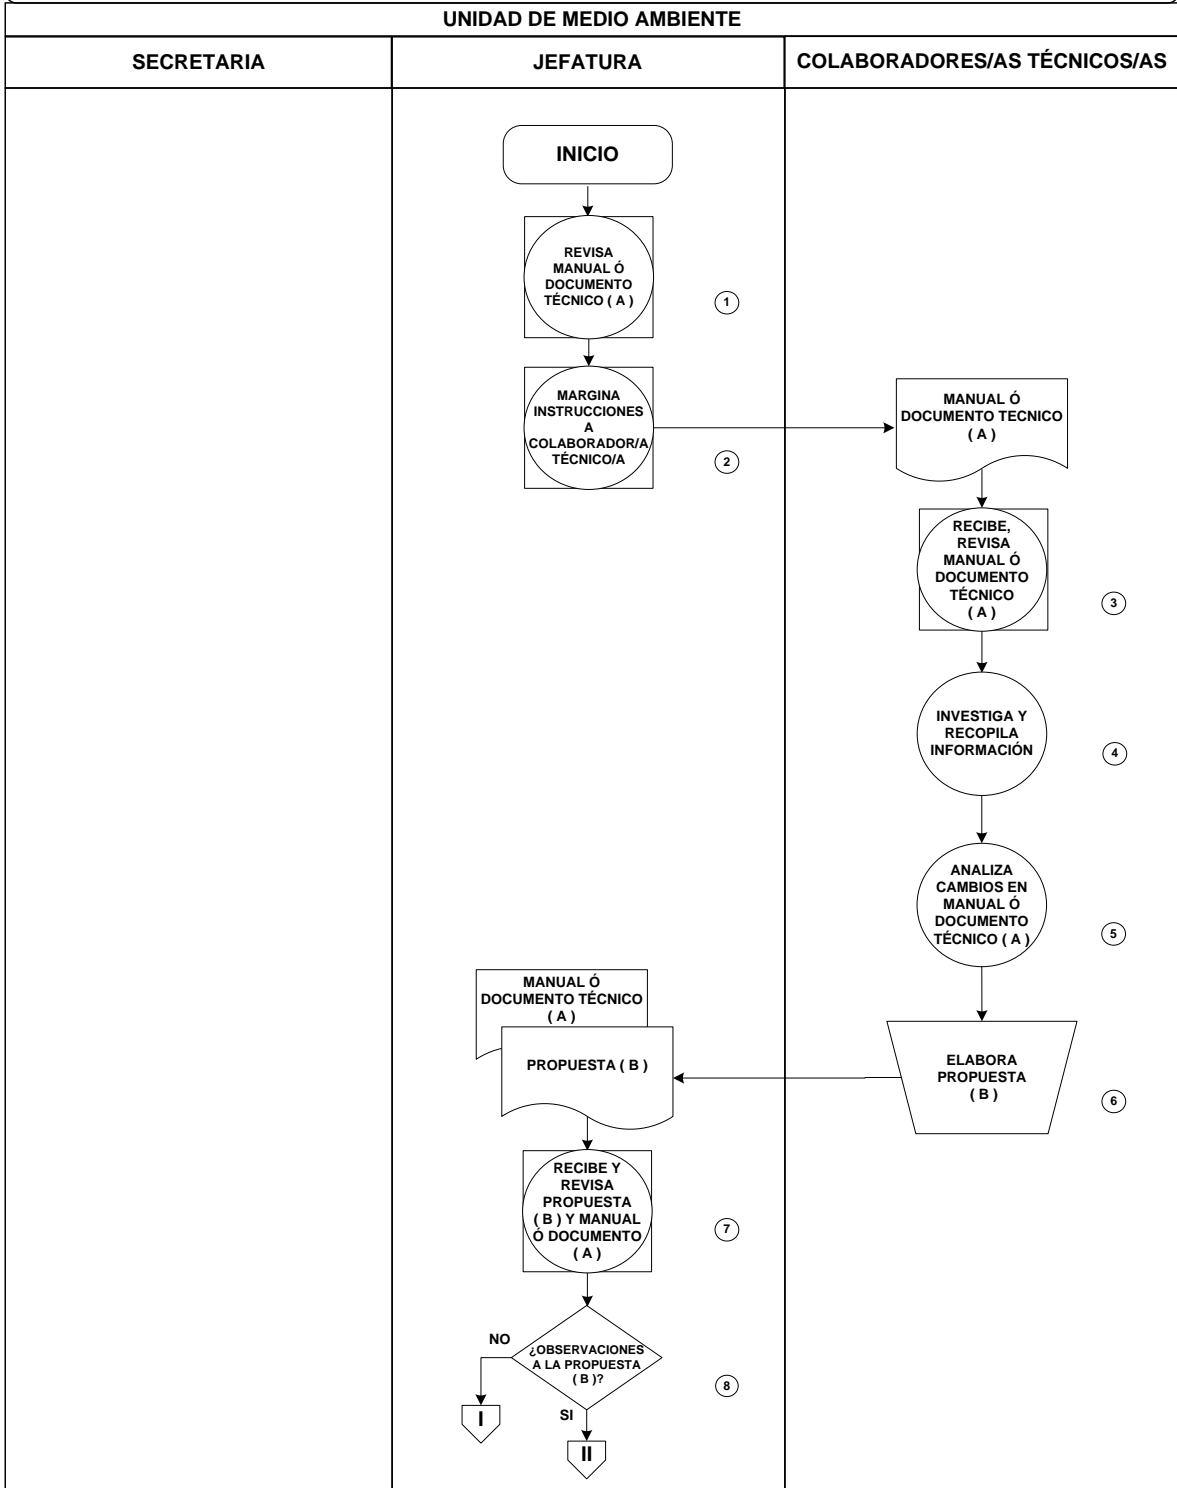 UNIDAD DE MEDIO AMBIENTE
SECRETARIA
JEFATURA
COLABORADORES/AS TÉCNICOS/AS
INICIO
REVISA
MANUAL Ó
DOCUMENTO
TÉCNICO ( A )
1
MARGINA
INSTRUCCIONES
A
COLABORADOR/A
TÉCNICO/A
2
MANUAL Ó
DOCUMENTO TECNICO
( A )
RECIBE,
REVISA
MANUAL Ó
DOCUMENTO
TÉCNICO
( A )
3
INVESTIGA Y
RECOPILA
INFORMACIÓN
4
ANALIZA
CAMBIOS EN
MANUAL Ó
DOCUMENTO
TÉCNICO ( A )
5
ELABORA
PROPUESTA
( B )
6
MANUAL Ó
DOCUMENTO TÉCNICO
( A )
PROPUESTA ( B )
RECIBE Y
REVISA
PROPUESTA
( B ) Y MANUAL
Ó DOCUMENTO
( A )
7
¿OBSERVACIONES
A LA PROPUESTA
( B )?
8
NO
I
SI
II